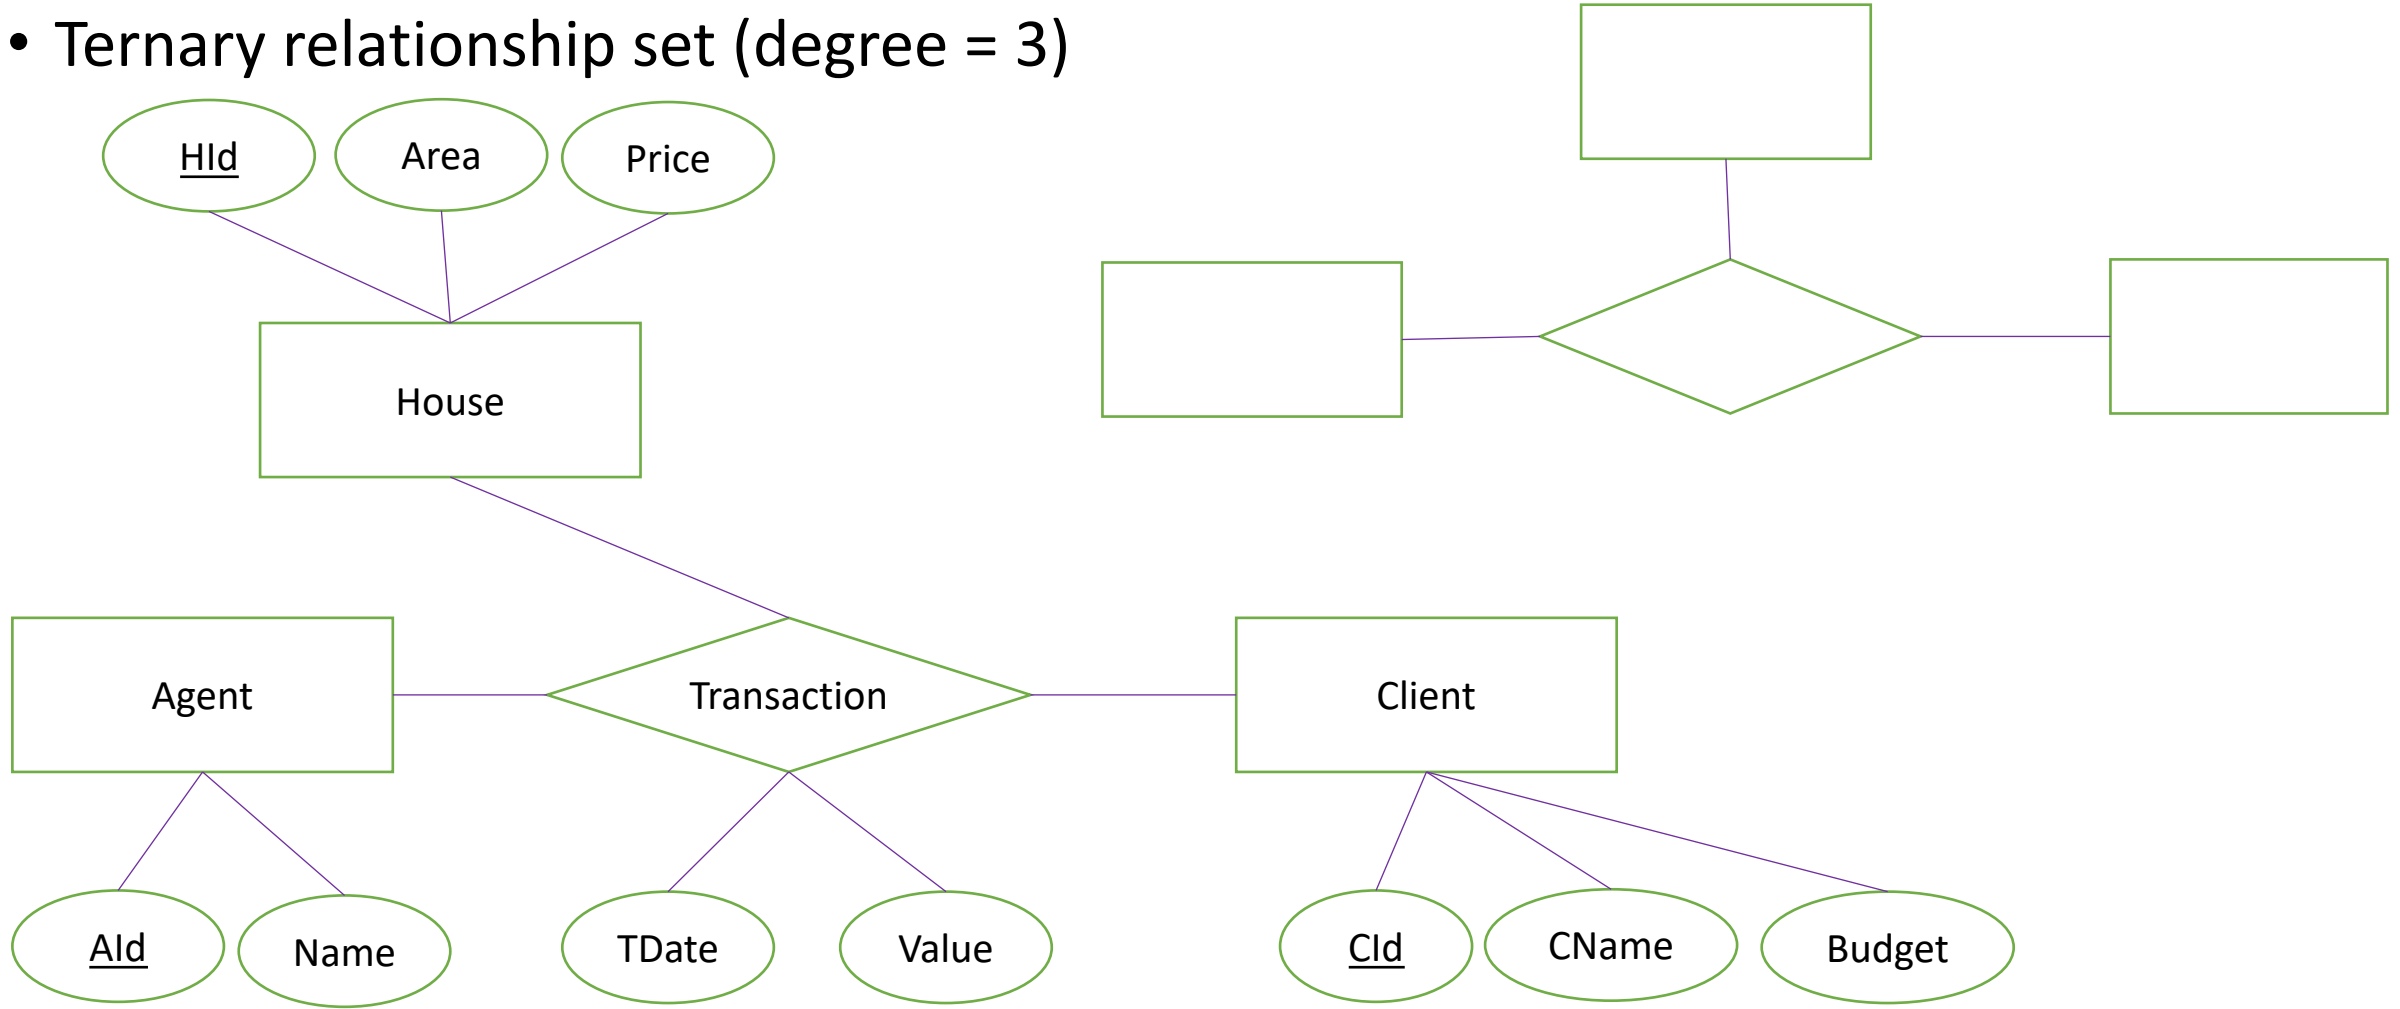 • Ternary relationship set (degree = 3)
HId
Area
Price
House
Agent
Transaction
Client
AId
Name
TDate
Value
CId
CName
Budget